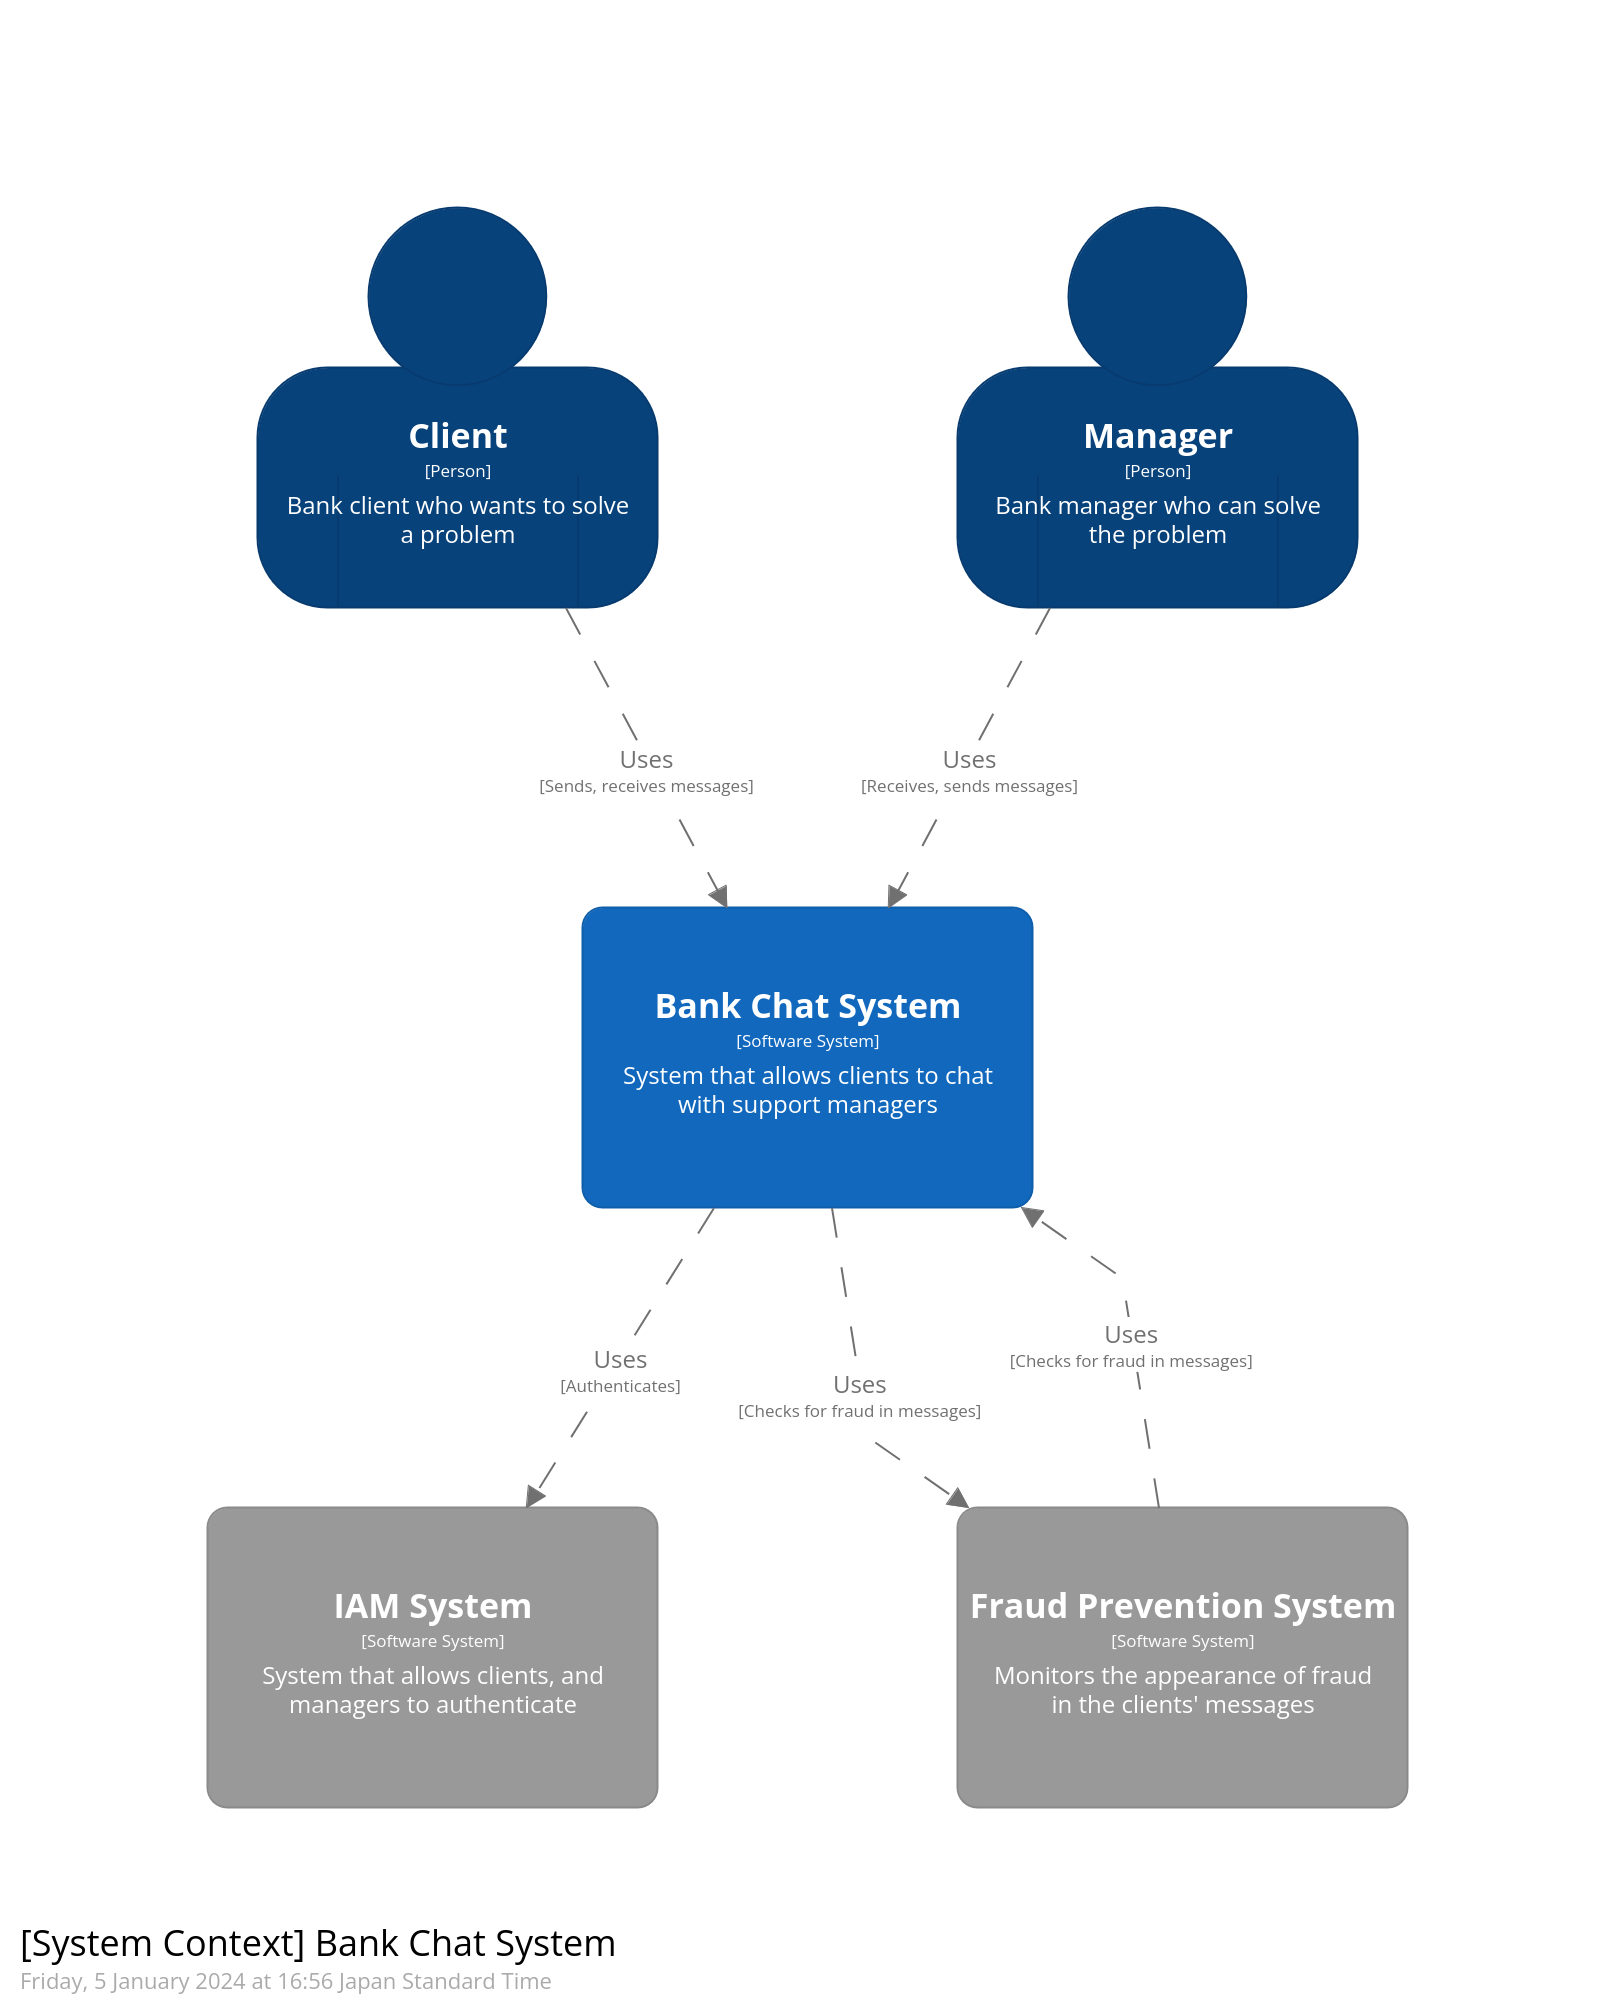 Client
[Person]
Bank client who wants to solve
a problem
Manager
[Person]
Bank manager who can solve
the problem
Uses
[Sends, receives messages]
Uses
[Receives, sends messages]
Bank Chat System
[Software System]
System that allows clients to chat
with support managers
Uses
[Authenticates]
Uses
[Checks for fraud in messages]
Uses
[Checks for fraud in messages]
IAM System
[Software System]
System that allows clients, and
managers to authenticate
Fraud Prevention System
[Software System]
Monitors the appearance of fraud
in the clients' messages
[System Context] Bank Chat System
Friday, 5 January 2024 at 16:56 Japan Standard Time